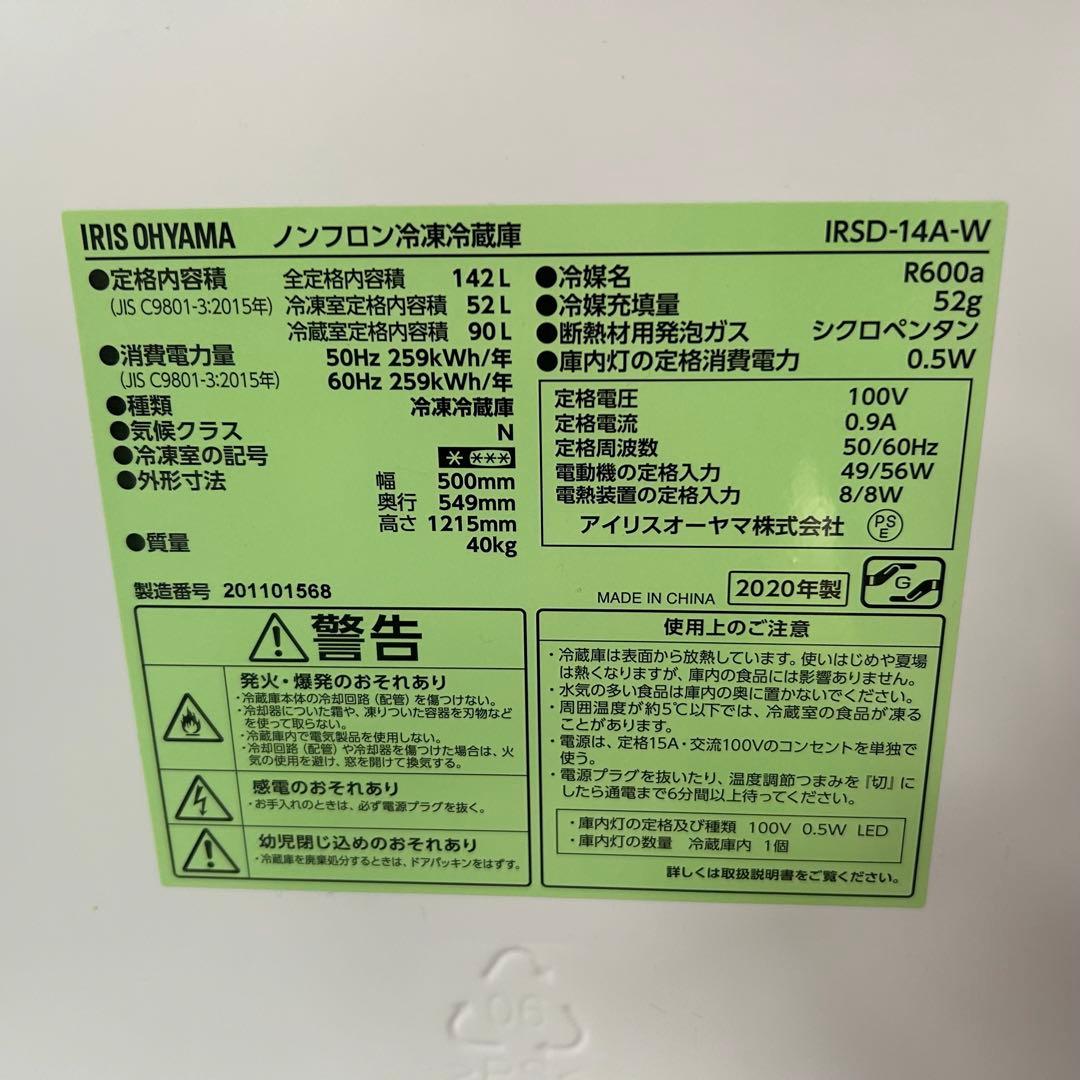 IRIS OHYAMA ノンフロン冷凍冷蔵庫 IRSD-14A-W
●定格内容積 全定格内容積 142L
(JIS C9801-3:2015年) 冷凍室定格内容積 52L
冷蔵室定格内容積 90L
●消費電力量 50Hz 259kWh/年
(JIS C9801-3:2015年) 60Hz 259kWh/年
●種類 冷凍冷蔵庫
●気候クラス N
●冷凍室の記号 * ***
●外形寸法 幅 500mm
奥行 549mm
高さ 1215mm
●質量 40kg
製造番号 201101568
●冷媒名 R600a
●冷媒充填量 52g
●断熱材用発泡ガス シクロペンタン
●庫内灯の定格消費電力 0.5W
定格電圧 100V
定格電流 0.9A
定格周波数 50/60Hz
電動機の定格入力 49/56W
電熱装置の定格入力 8/8W
アイリスオーヤマ株式会社 PSE
MADE IN CHINA 2020年製 G
警告
発火・爆発のおそれあり
・冷蔵庫本体の冷却回路(配管)を傷つけない。
・冷却器についた霜や、凍りついた容器を刃物など
を使って取らない。
・冷蔵庫内で電気製品を使用しない。
・冷却回路(配管)や冷却器を傷つけた場合は、火
気の使用を避け、窓を開けて換気する。
感電のおそれあり
・お手入れのときは、必ず電源プラグを抜く。
幼児閉じ込めのおそれあり
・冷蔵庫を廃棄処分するときは、ドアパッキンをはずす。
使用上のご注意
・冷蔵庫は表面から放熱しています。使いはじめや夏場
は熱くなりますが、庫内の食品には影響ありません。
・水気の多い食品は庫内の奥に置かないでください。
・周囲温度が約5℃以下では、冷蔵室の食品が凍る
ことがあります。
・電源は、定格15A・交流100Vのコンセントを単独で
使う。
・電源プラグを抜いたり、温度調節つまみを『切』に
したら通電まで6分間以上待ってください。
・庫内灯の定格及び種類 100V 0.5W LED
・庫内灯の数量 冷蔵庫内 1個
詳しくは取扱説明書をご覧ください。
06
PS